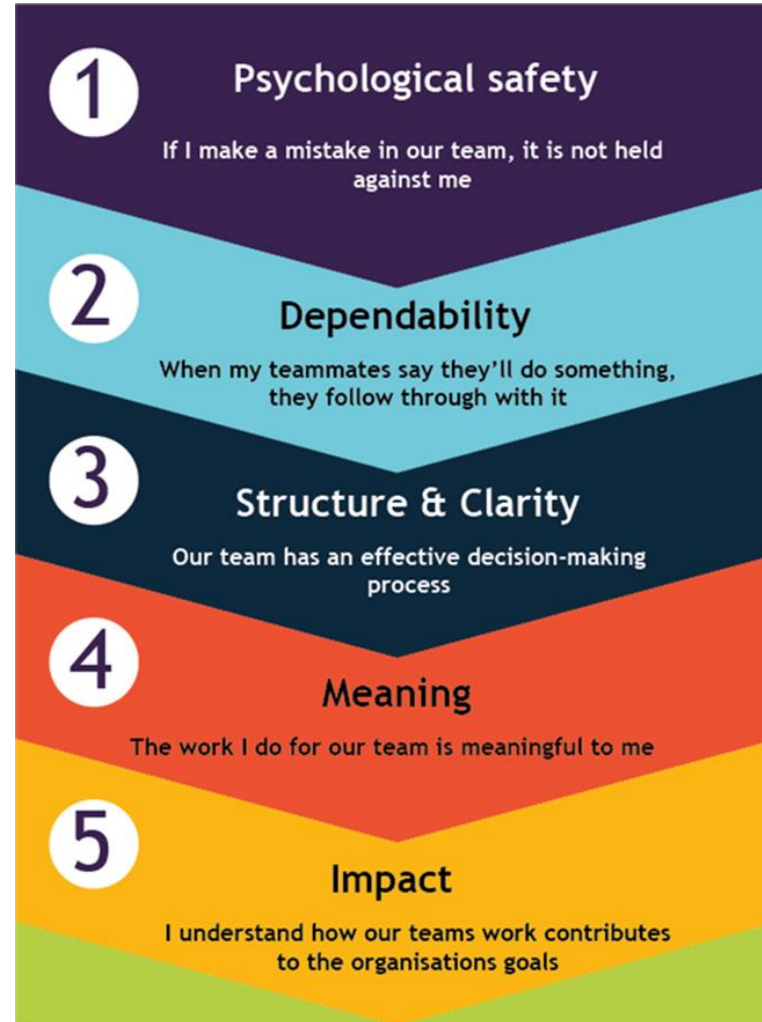 1
Psychological safety
If I make a mistake in our team, it is not held
against me
2
Dependability
When my teammates say they’ll do something,
they follow through with it
3
Structure & Clarity
Our team has an effective decision-making
process
4
Meaning
The work I do for our team is meaningful to me
5
Impact
I understand how our teams work contributes
to the organisations goals